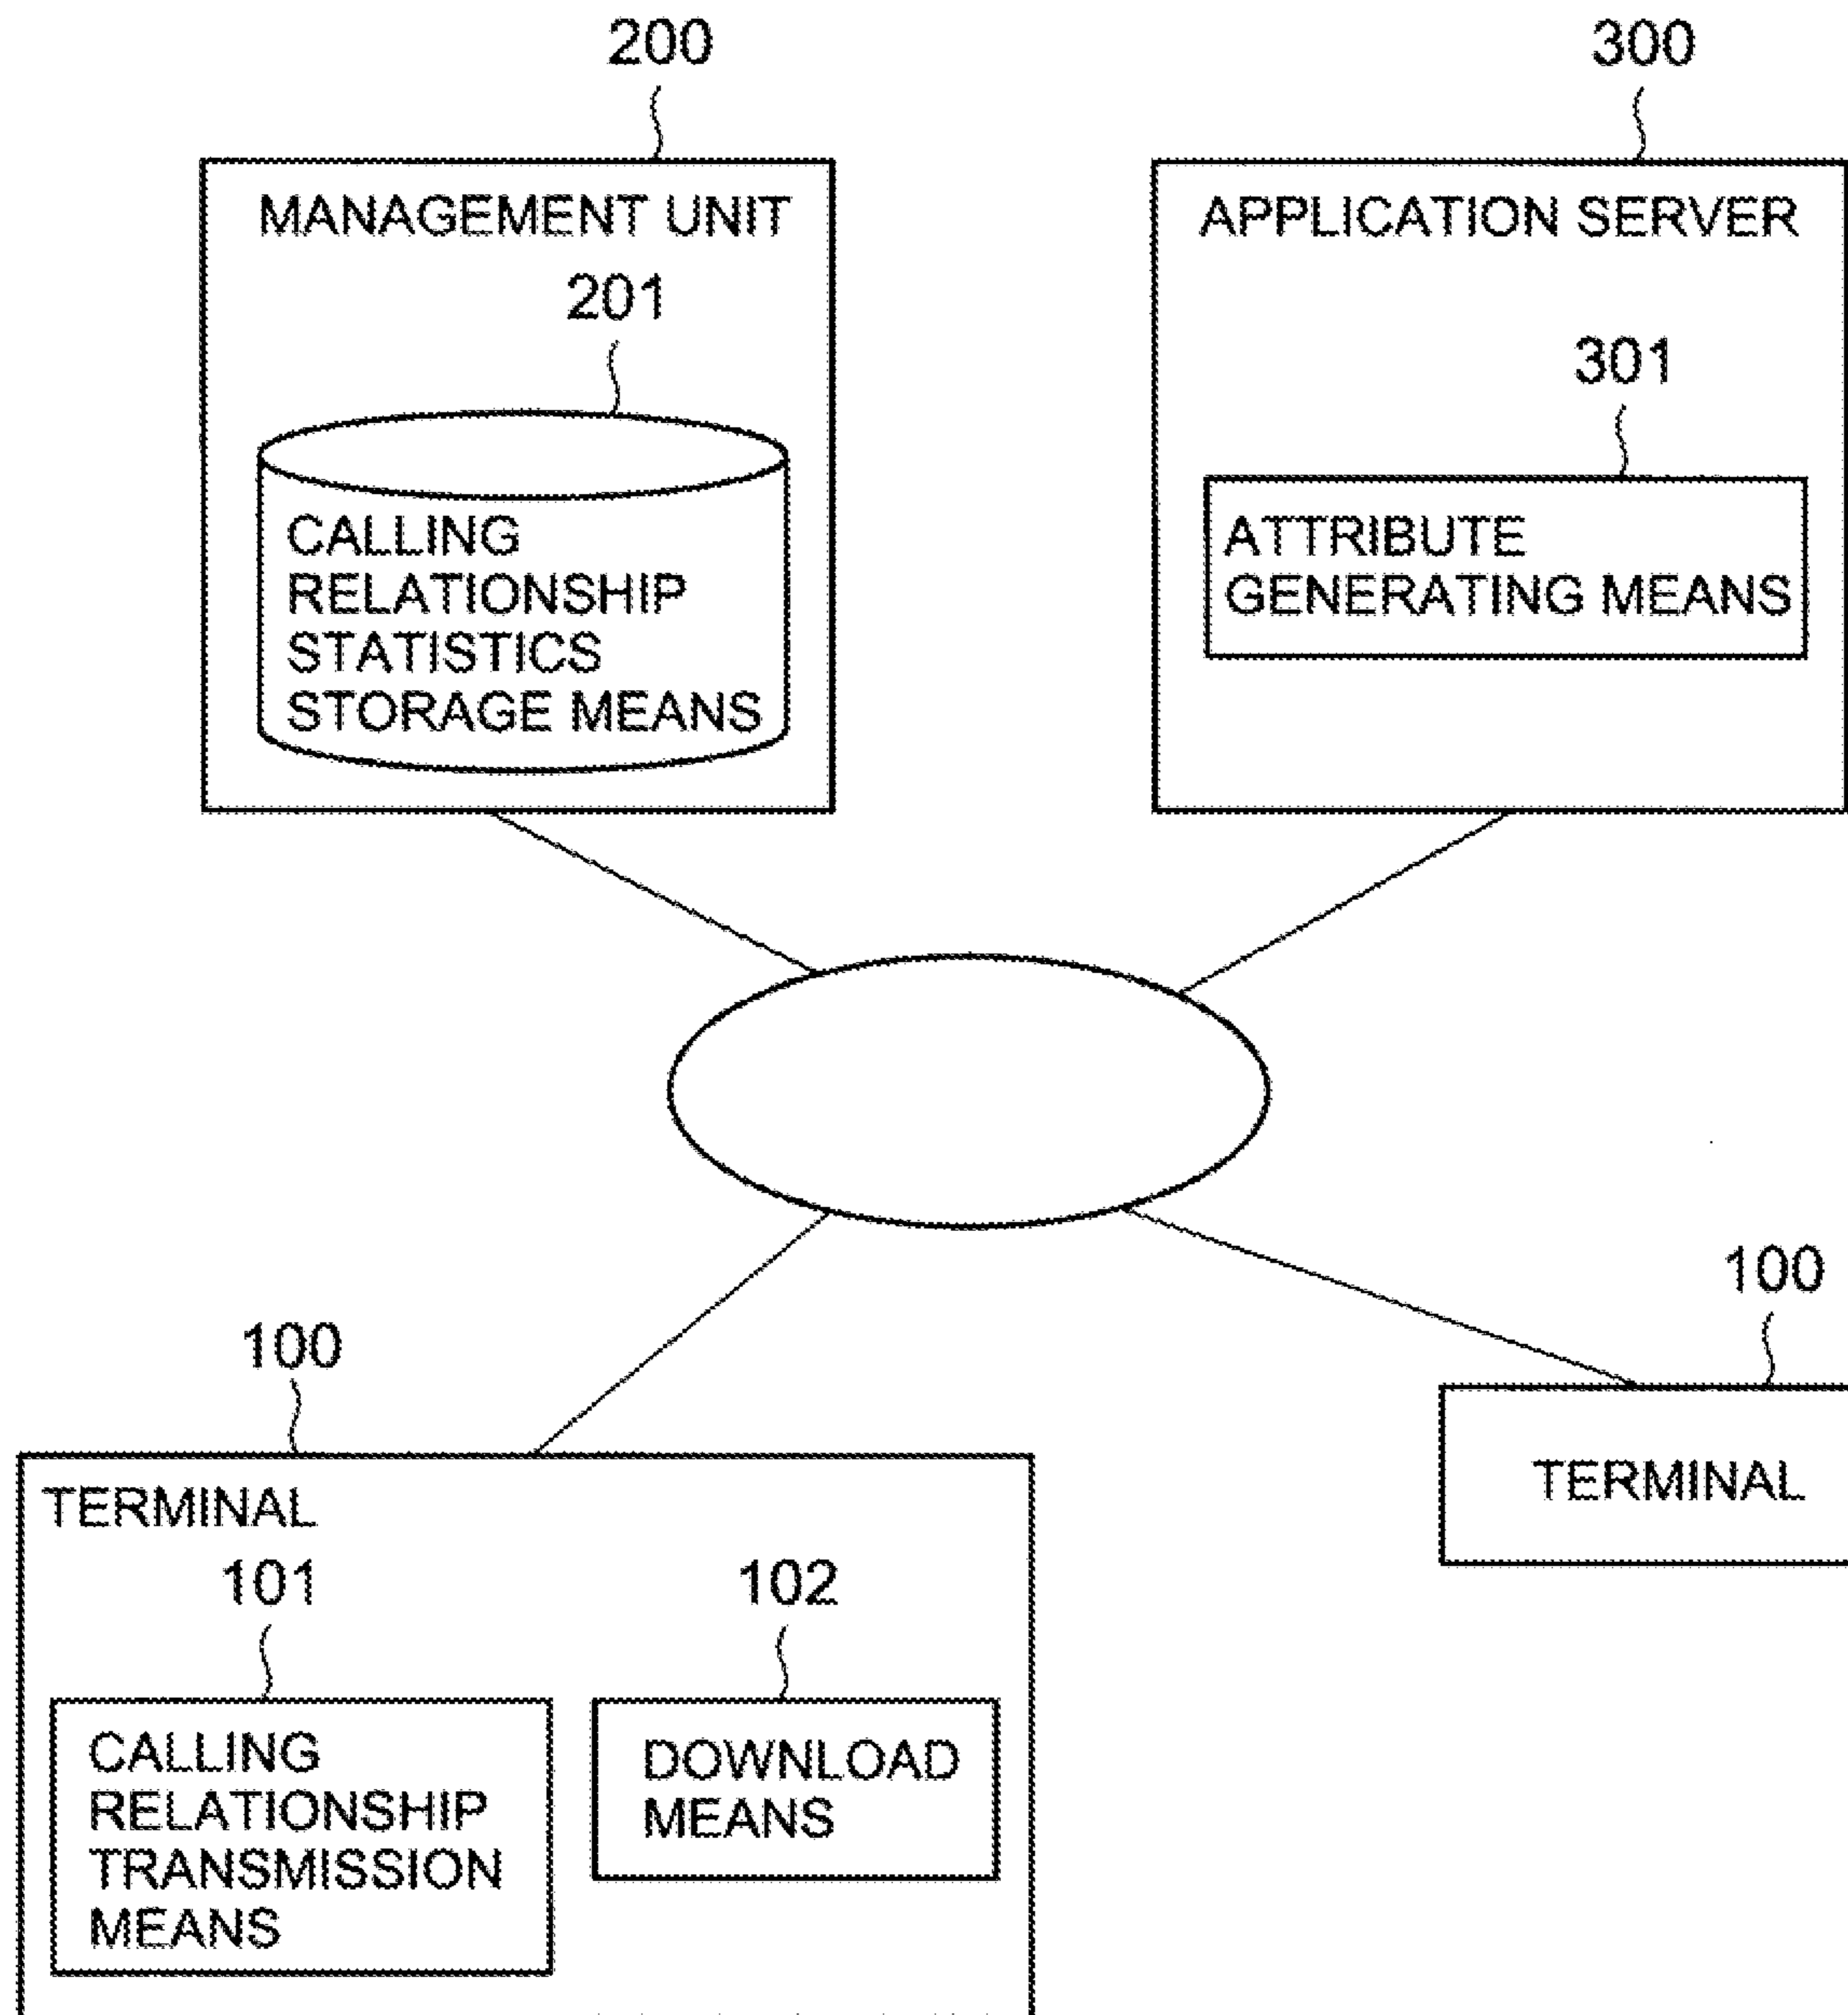 200
300
MANAGEMENT UNIT
APPLICATION SERVER
201
301
CALLING
RELATIONSHIP
STATISTICS
STORAGE MEANS
ATTRIBUTE
GENERATING MEANS
100
100
TERMINAL
TERMINAL
101
102
CALLING
RELATIONSHIP
TRANSMISSION
MEANS
DOWNLOAD
MEANS